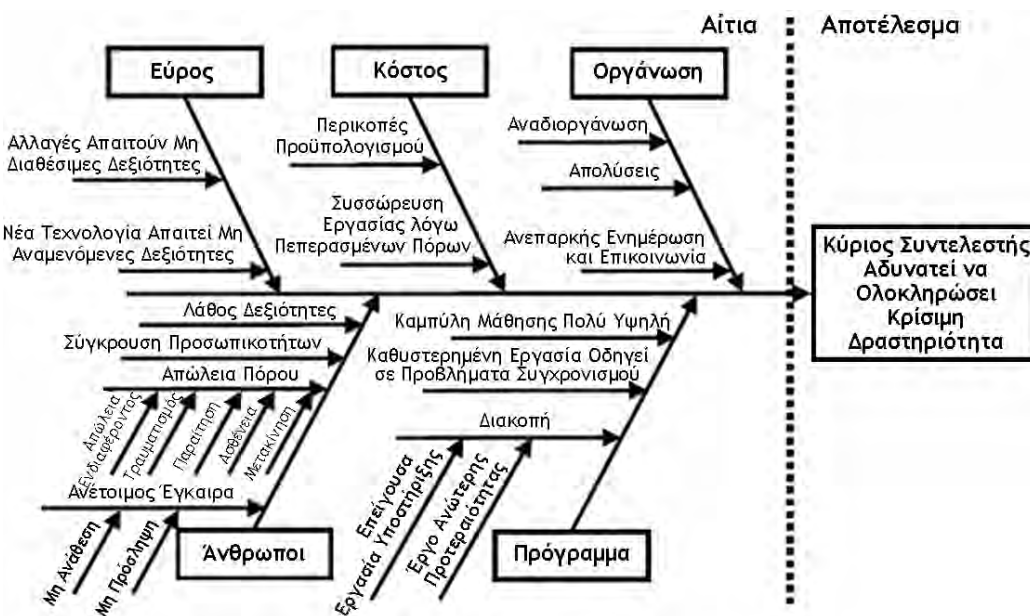 Αίτια
Αποτέλεσμα
Εύρος
Κόστος
Οργάνωση
Αλλαγές Απαιτούν Μη
Διαθέσιμες Δεξιότητες
Νέα Τεχνολογία Απαιτεί Μη
Αναμενόμενες Δεξιότητες
Περικοπές
Προϋπολογισμού
Συσσώρευση
Εργασίας λόγω
Πεπερασμένων Πόρων
Αναδιοργάνωση
Απολύσεις
Ανεπαρκής Ενημέρωση
και Επικοινωνία
Κύριος Συντελεστής
Αδυνατεί να
Ολοκληρώσει
Κρίσιμη
Δραστηριότητα
Λάθος Δεξιότητες
Σύγκρουση Προσωπικοτήτων
Απώλεια Πόρου
Απώλεια
Ενδιαφέροντος
Τραυματισμός
Παραίτηση
Ασθένεια
Μετακίνηση
Ανέτοιμος Έγκαιρα
Μη Ανάθεση
Μη Πρόσληψη
Άνθρωποι
Καμπύλη Μάθησης Πολύ Υψηλή
Καθυστερημένη Εργασία Οδηγεί
σε Προβλήματα Συγχρονισμού
Διακοπή
Επείγουσα
Εργασία Υποστήριξης
Έργο Ανώτερης
Προτεραιότητας
Πρόγραμμα